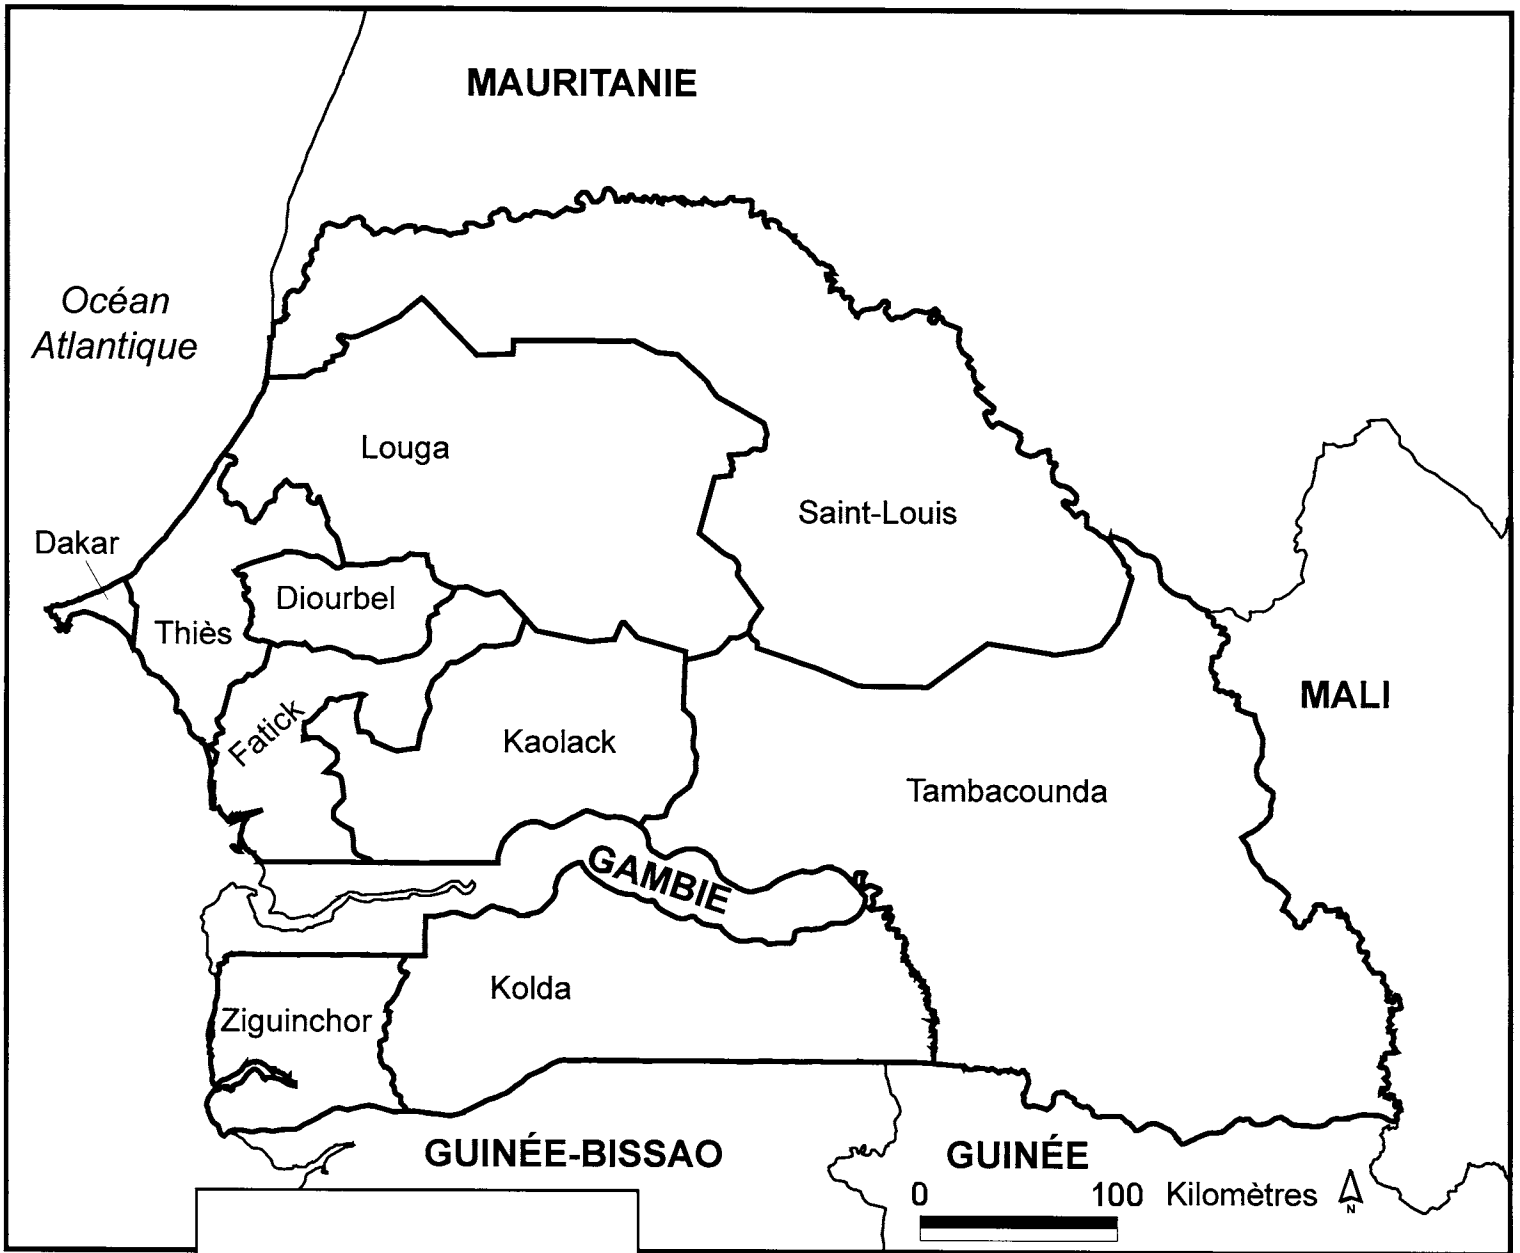 MAURITANIE
Océan
Atlantique
Louga
Saint-Louis
Dakar
Diourbel
Thiès
MALI
Fatick
Kaolack
Tambacounda
GAMBIE
Kolda
Ziguinchor
GUINÉE-BISSAO
GUINÉE
0 100 Kilomètres
N